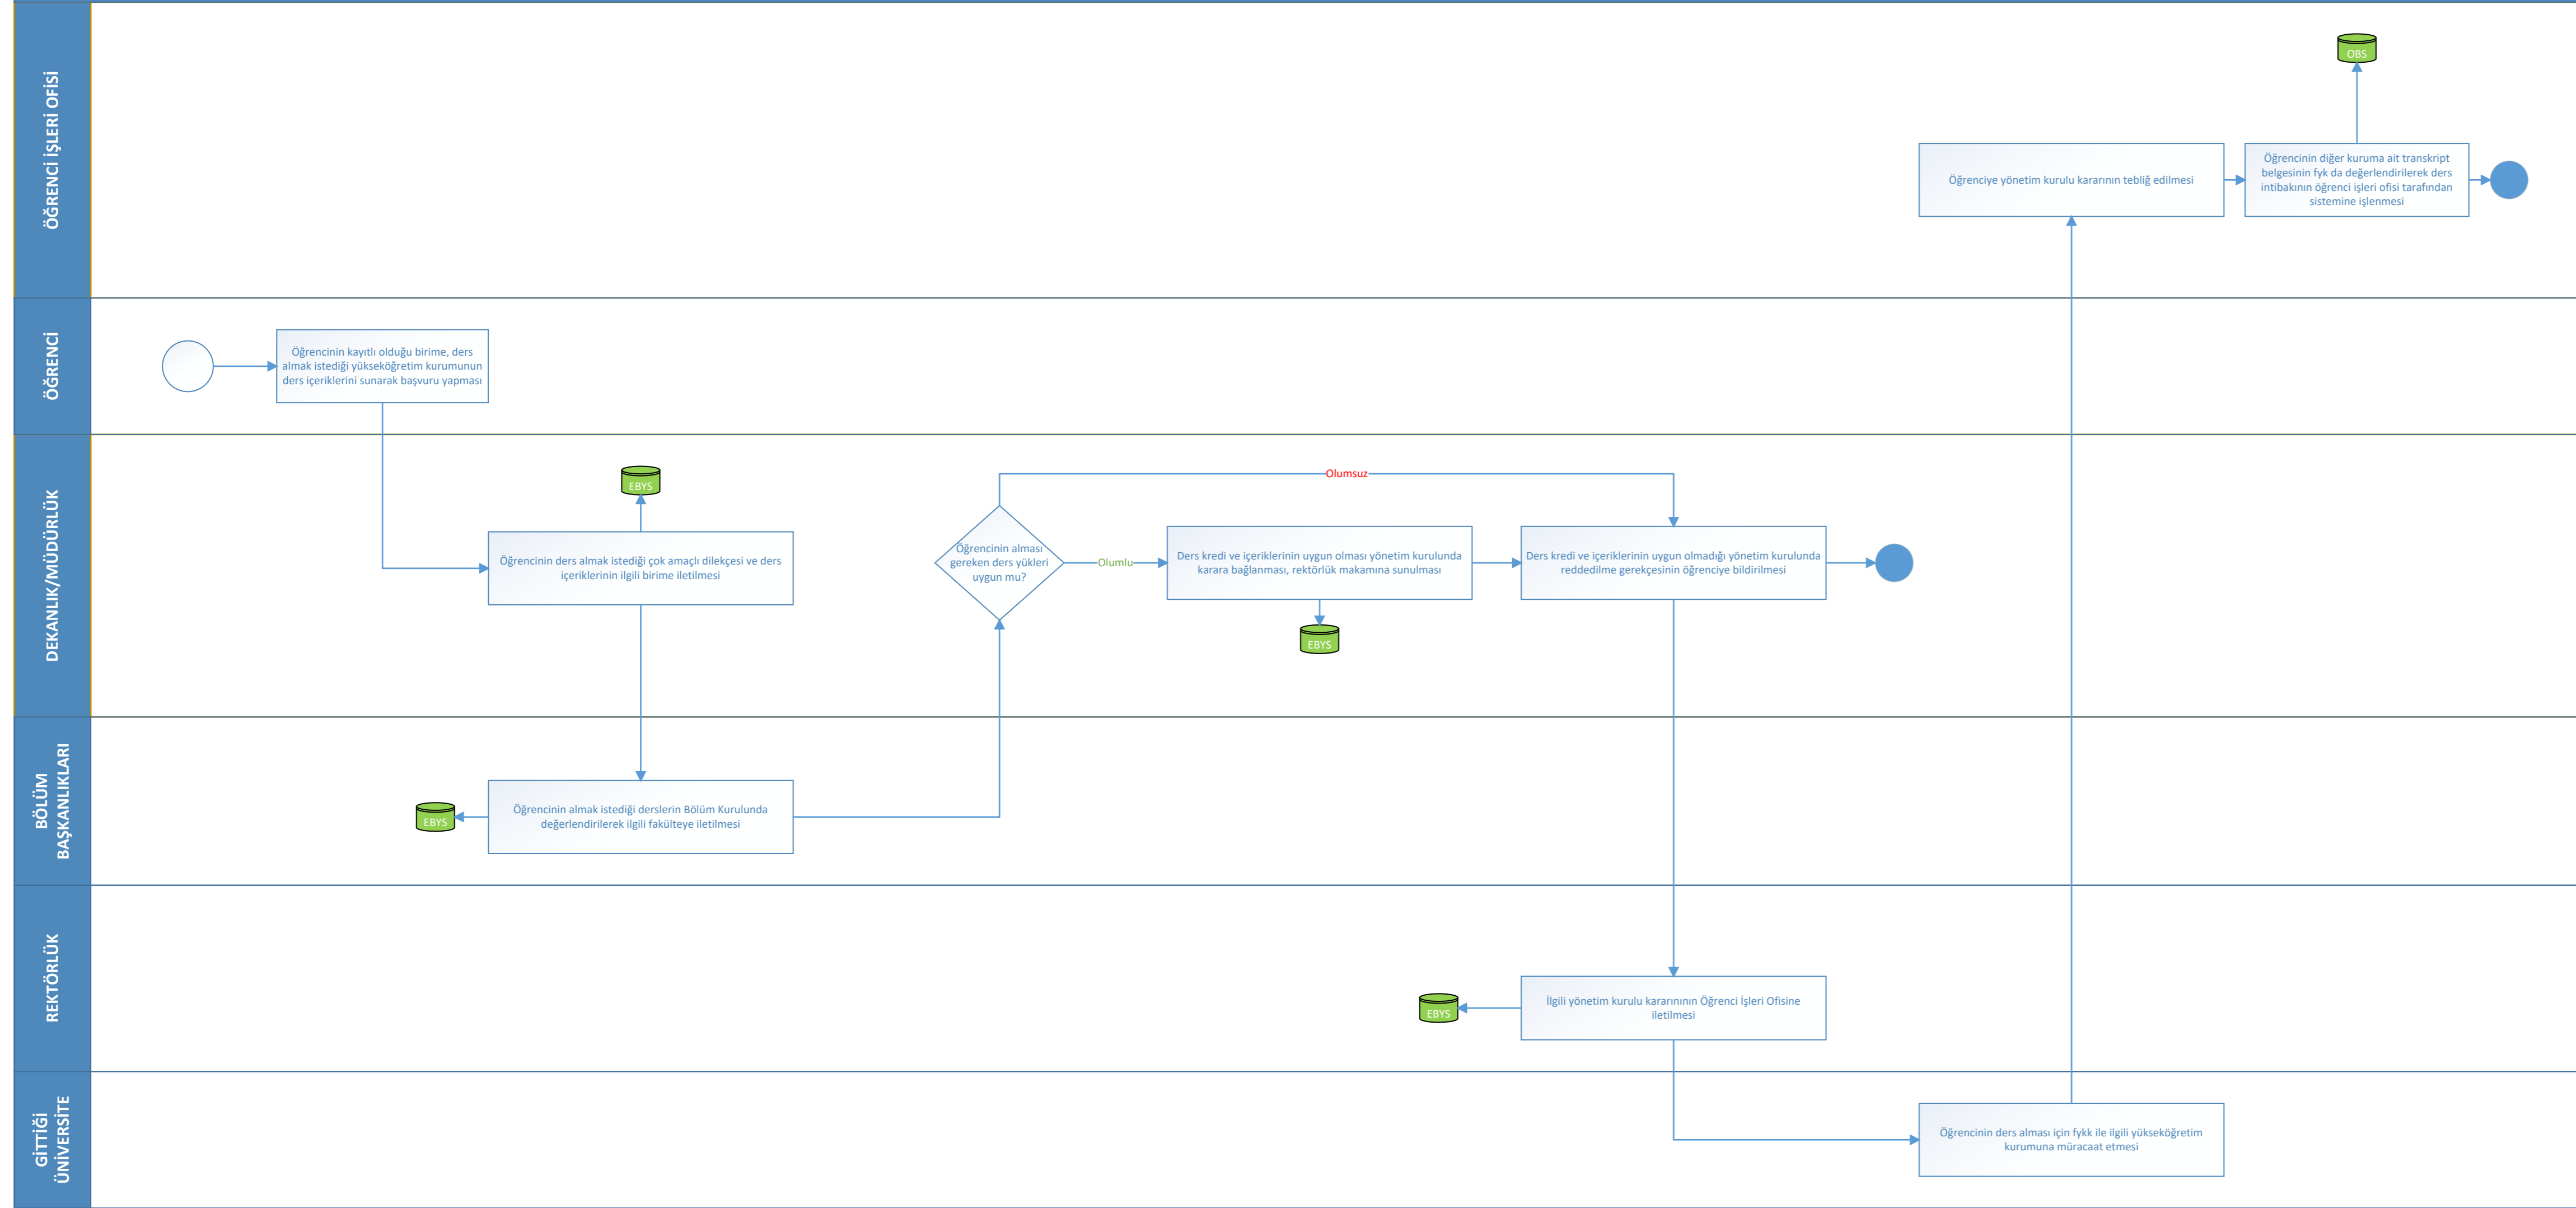 ÖĞRENCİ İŞLERİ OFİSİ
OBS
Öğrenciye yönetim kurulu kararının tebliğ edilmesi
Öğrencinin diğer kuruma ait transkript
belgesinin fyk da değerlendirilerek ders
intibakının öğrenci işleri ofisi tarafından
sistemine işlenmesi
ÖĞRENCİ
Öğrencinin kayıtlı olduğu birime, ders
almak istediği yükseköğretim kurumunun
ders içeriklerini sunarak başvuru yapması
DEKANLIK/MÜDÜRLÜK
EBYS
Öğrencinin ders almak istediği çok amaçlı dilekçesi ve ders
içeriklerinin ilgili birime iletilmesi
Olumsuz
Öğrencinin alması
gereken ders yükleri
uygun mu?
Olumlu
Ders kredi ve içeriklerinin uygun olması yönetim kurulunda
karara bağlanması, rektörlük makamına sunulması
EBYS
Ders kredi ve içeriklerinin uygun olmadığı yönetim kurulunda
reddedilme gerekçesinin öğrenciye bildirilmesi
BÖLÜM
BAŞKANLIKLARI
EBYS
Öğrencinin almak istediği derslerin Bölüm Kurulunda
değerlendirilerek ilgili fakülteye iletilmesi
REKTÖRLÜK
EBYS
İlgili yönetim kurulu kararınının Öğrenci İşleri Ofisine
iletilmesi
GİTTİĞİ
ÜNİVERSİTE
Öğrencinin ders alması için fykk ile ilgili yükseköğretim
kurumuna müracaat etmesi